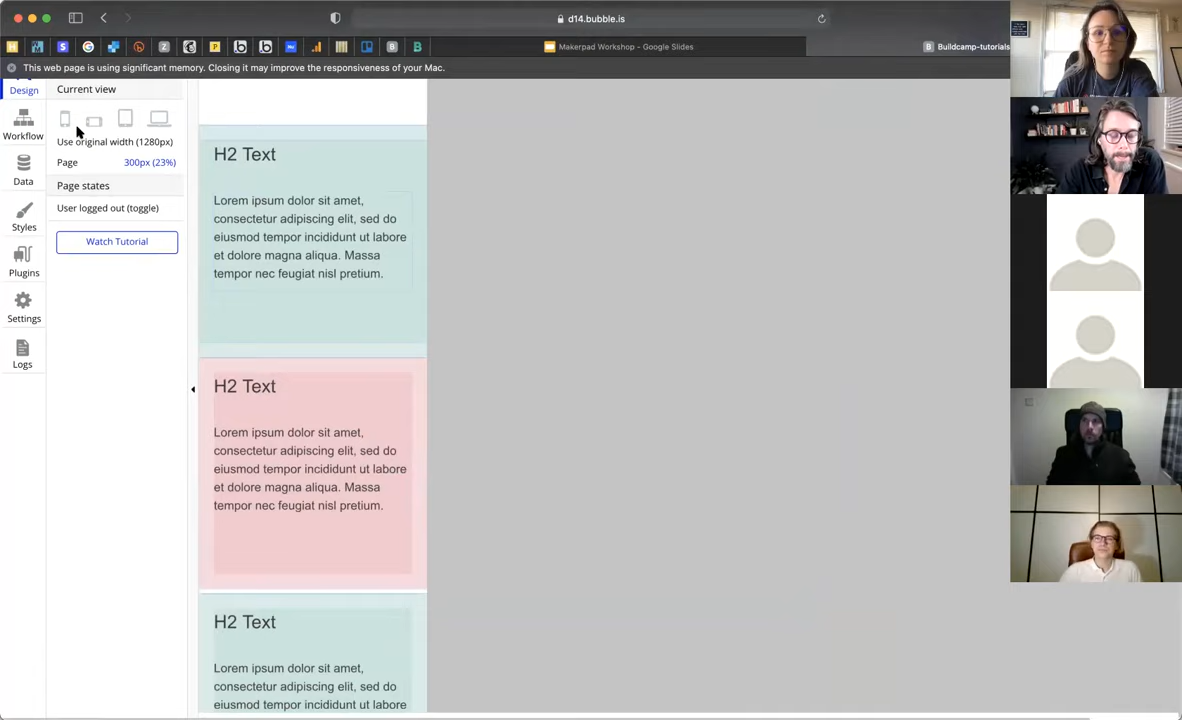 d14.bubble.is
Makerpad Workshop - Google Slides
Buildcamp-tutorials
This web page is using significant memory. Closing it may improve the responsiveness of your Mac.
Design
Workflow
Data
Styles
Plugins
Settings
Logs
Current view
Use original width (1280px)
Page 300px (23%)
Page states
User logged out (toggle)
Watch Tutorial
H2 Text
Lorem ipsum dolor sit amet,
consectetur adipiscing elit, sed do
eiusmod tempor incididunt ut labore
et dolore magna aliqua. Massa
tempor nec feugiat nisl pretium.
H2 Text
Lorem ipsum dolor sit amet,
consectetur adipiscing elit, sed do
eiusmod tempor incididunt ut labore
et dolore magna aliqua. Massa
tempor nec feugiat nisl pretium.
H2 Text
Lorem ipsum dolor sit amet,
consectetur adipiscing elit, sed do
eiusmod tempor incididunt ut labore